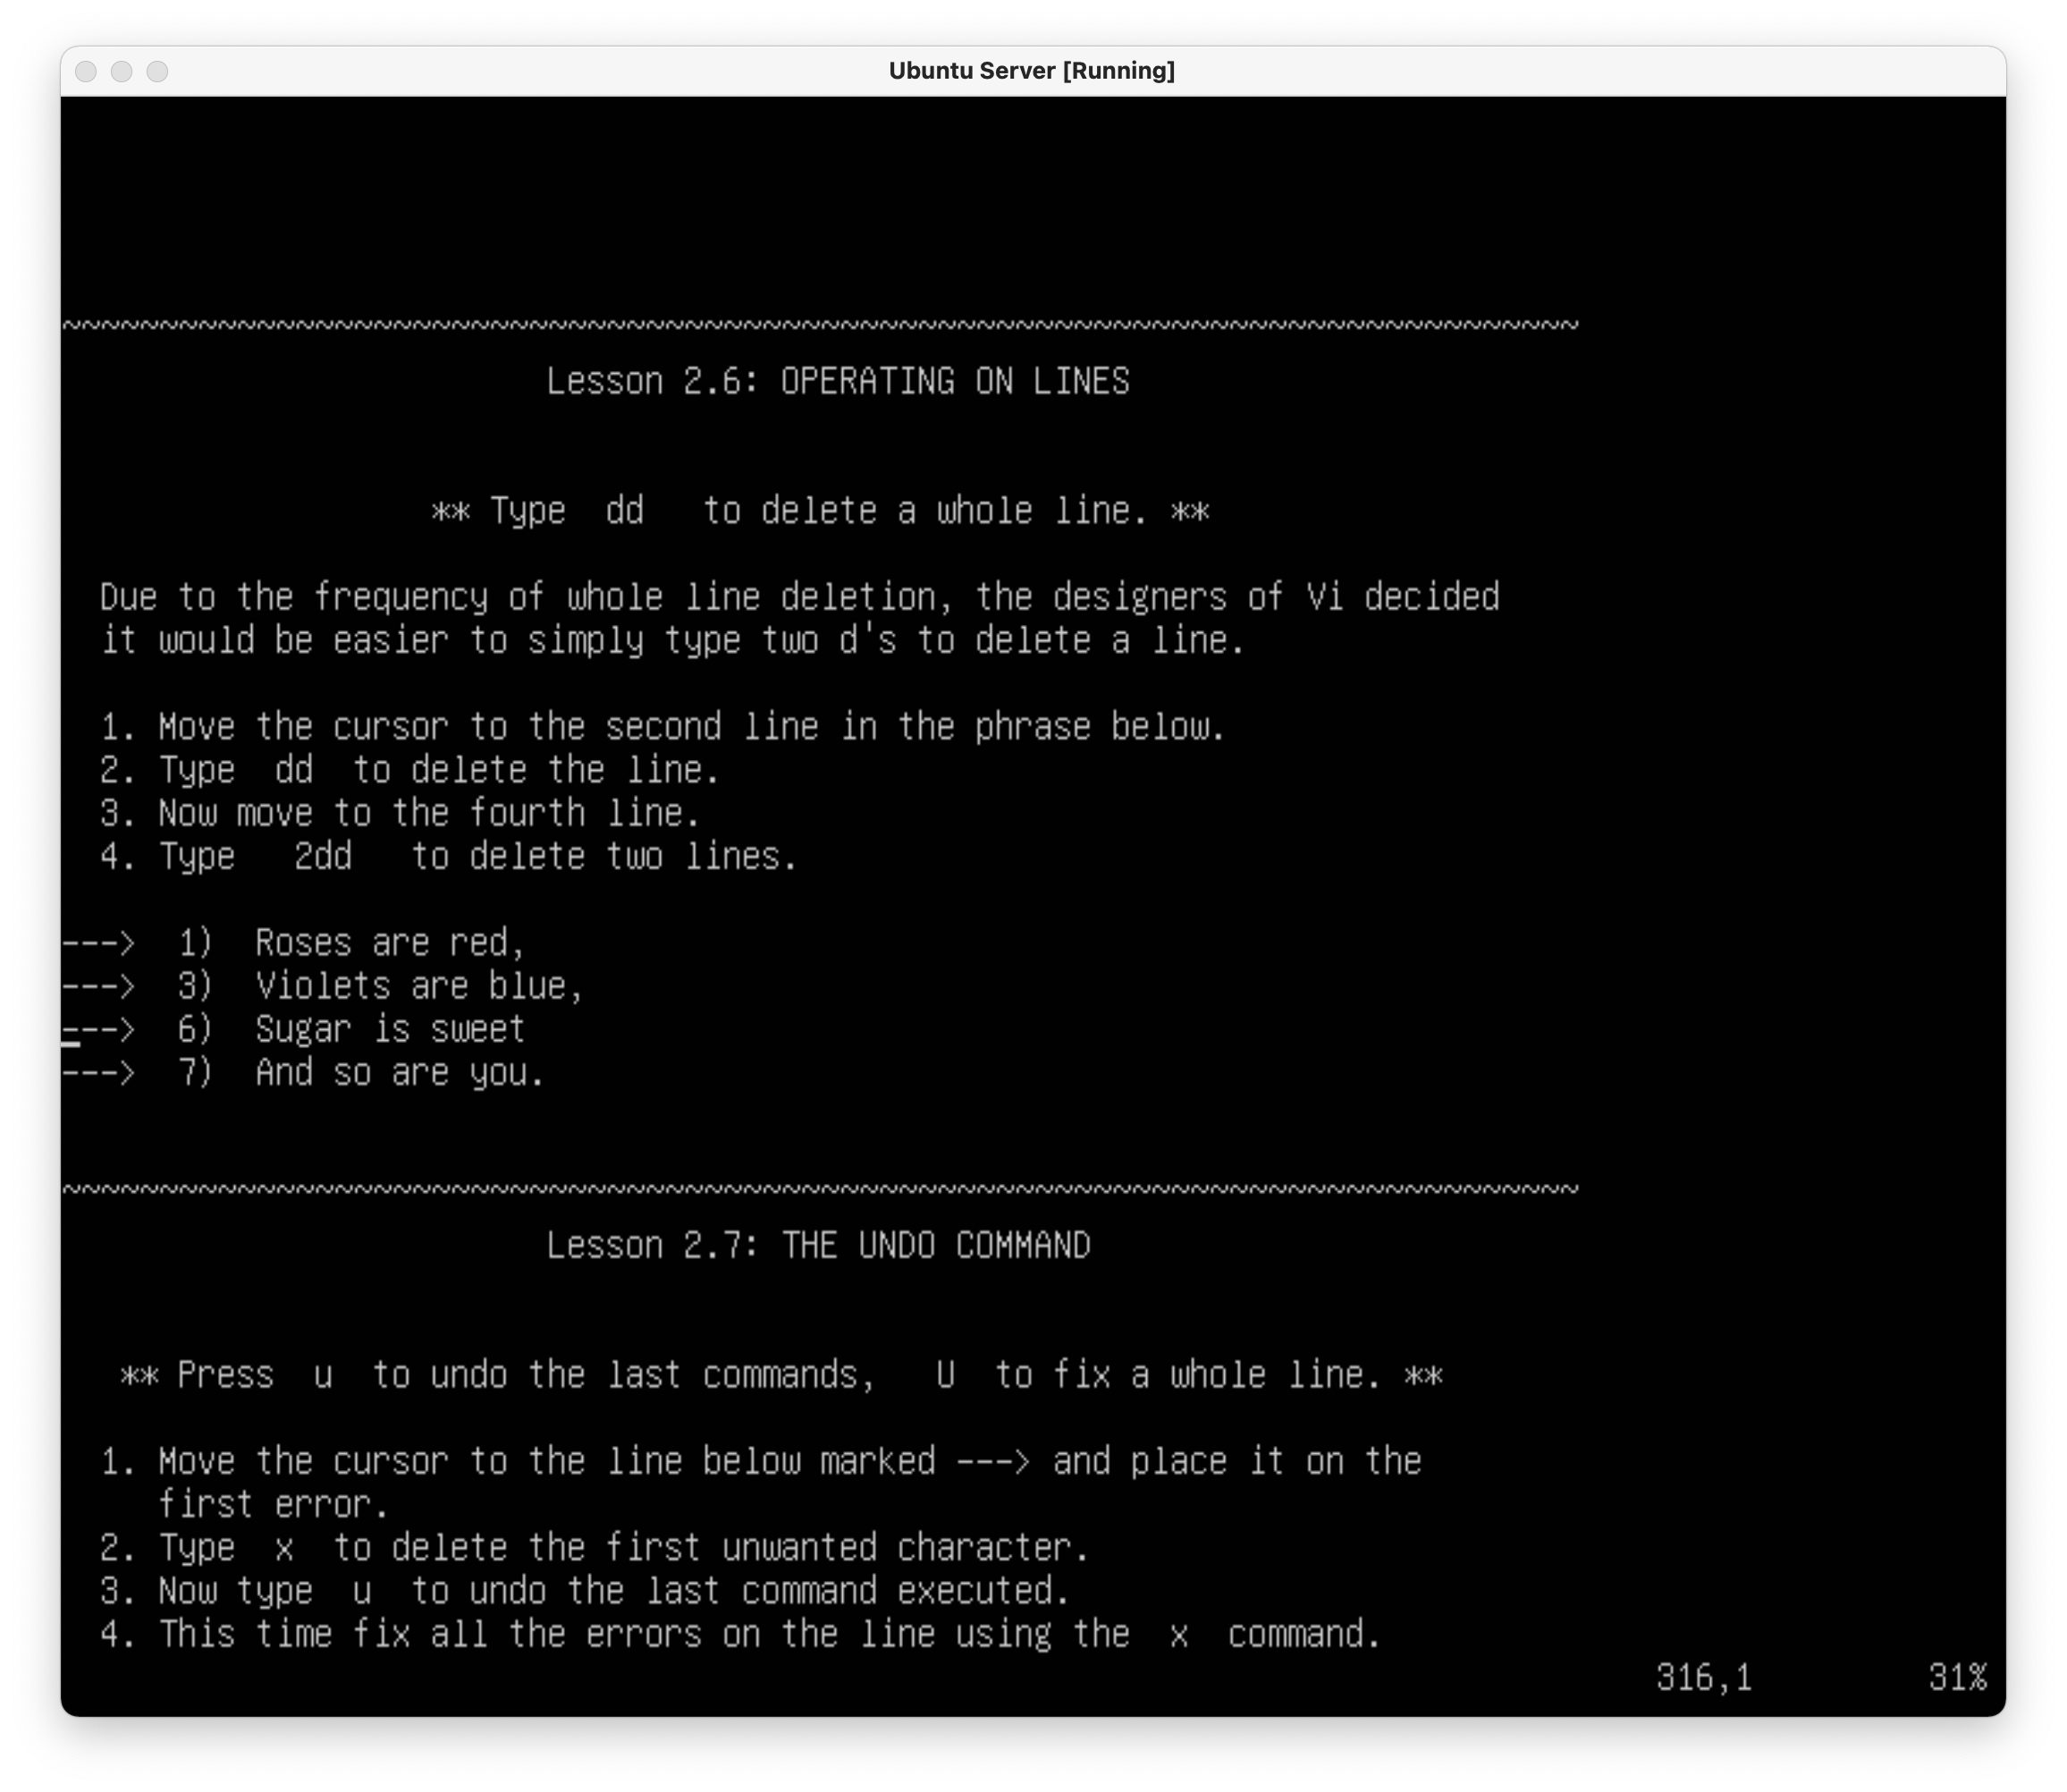 Ubuntu Server [Running]
~~~~~~~~~~~~~~~~~~~~~~~~~~~~~~~~~~~~~~~~~~~~~~~~~~~~~~~~~~~~~~~~~~~~~~~~~~~~~~
Lesson 2.6: OPERATING ON LINES
** Type  dd   to delete a whole line. **
Due to the frequency of whole line deletion, the designers of Vi decided
it would be easier to simply type two d's to delete a line.
1. Move the cursor to the second line in the phrase below.
2. Type  dd  to delete the line.
3. Now move to the fourth line.
4. Type   2dd   to delete two lines.
--->  1)  Roses are red,
--->  3)  Violets are blue,
--->  6)  Sugar is sweet
--->  7)  And so are you.
~~~~~~~~~~~~~~~~~~~~~~~~~~~~~~~~~~~~~~~~~~~~~~~~~~~~~~~~~~~~~~~~~~~~~~~~~~~~~~
Lesson 2.7: THE UNDO COMMAND
** Press  u  to undo the last commands,   U  to fix a whole line. **
1. Move the cursor to the line below marked ---> and place it on the
first error.
2. Type  x  to delete the first unwanted character.
3. Now type  u  to undo the last command executed.
4. This time fix all the errors on the line using the  x  command.
316,1         31%